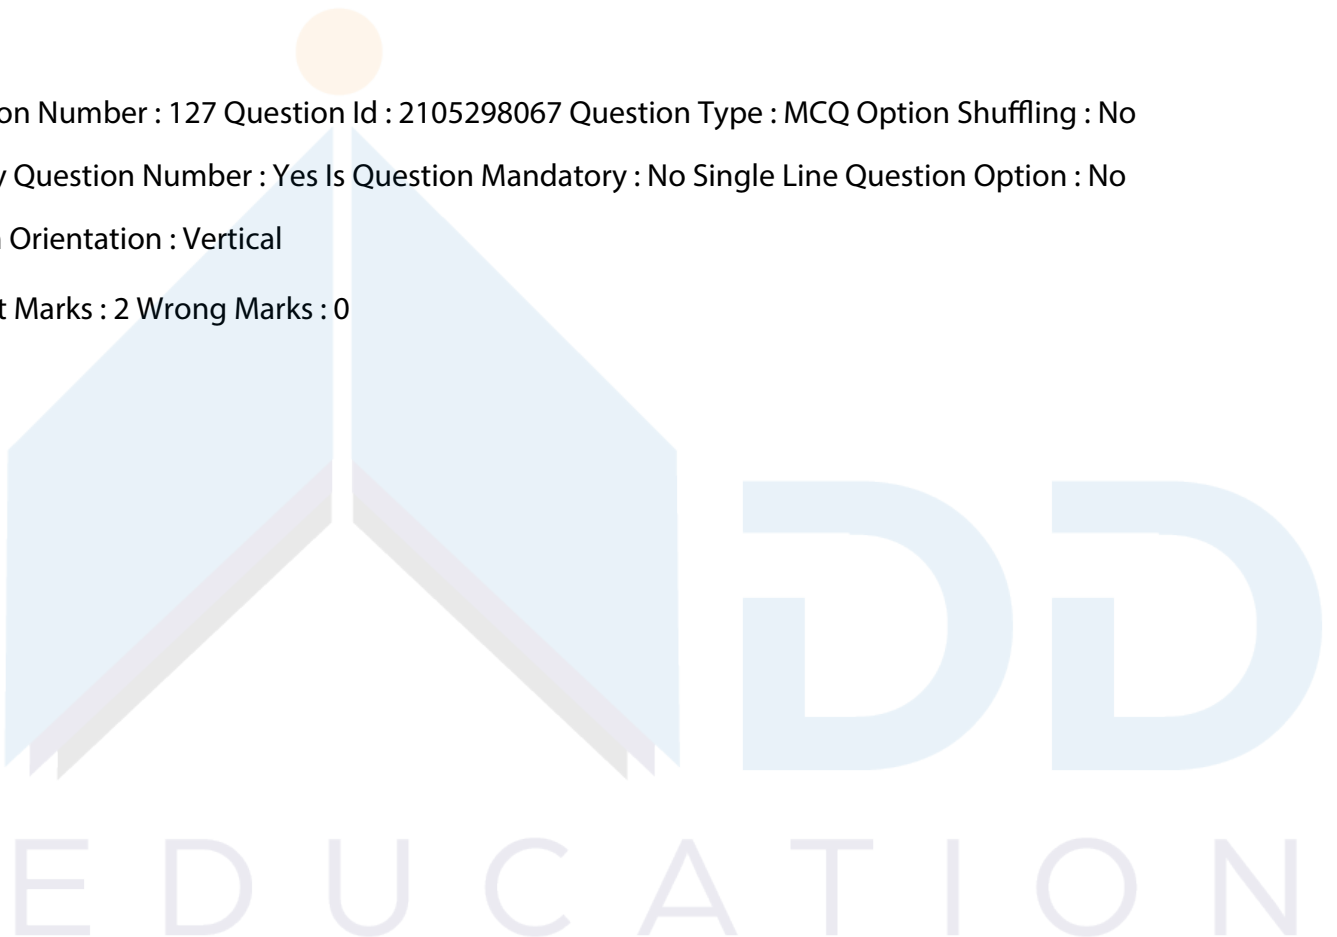 on Number : 127 Question Id : 2105298067 Question Type : MCQ Option Shuffling : No
y Question Number : Yes Is Question Mandatory : No Single Line Question Option : No
n Orientation : Vertical
t Marks : 2 Wrong Marks : 0
DD
EDUCATION